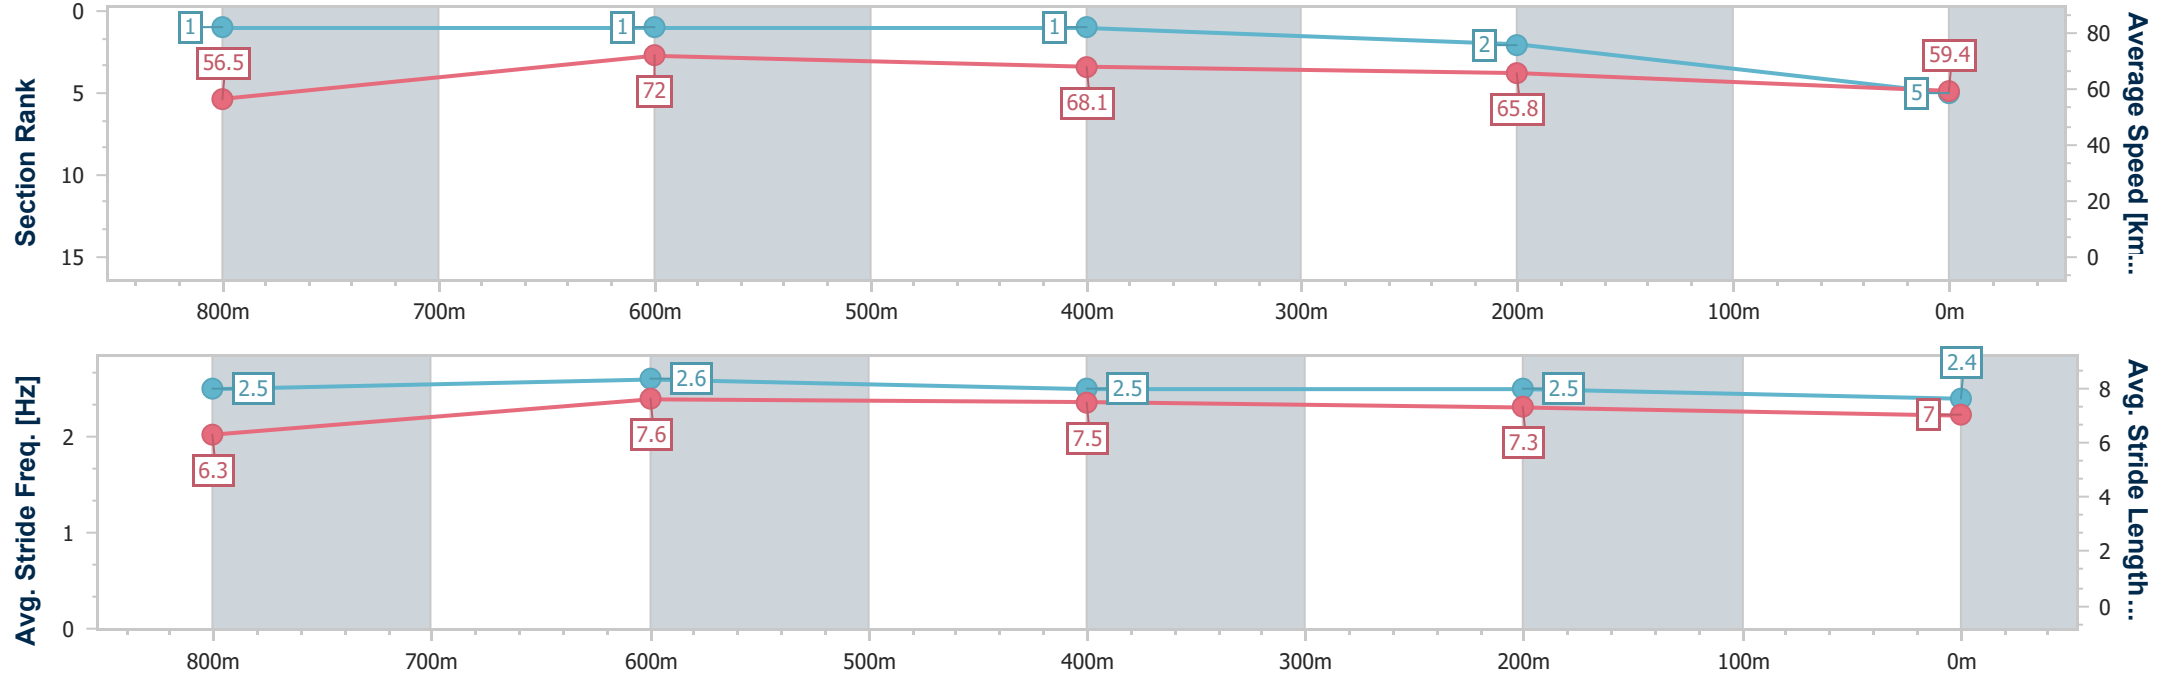 Section Rank
0
5
10
15
1
1
1
2
5
56.5
72
68.1
65.8
59.4
80
60
40
20
0
Average Speed [km...
800m
700m
600m
500m
400m
300m
200m
100m
0m
Avg. Stride Freq. [Hz]
2
1
0
2.5
2.6
2.5
2.5
2.4
6.3
7.6
7.5
7.3
7
8
6
4
2
0
Avg. Stride Length...
800m
700m
600m
500m
400m
300m
200m
100m
0m